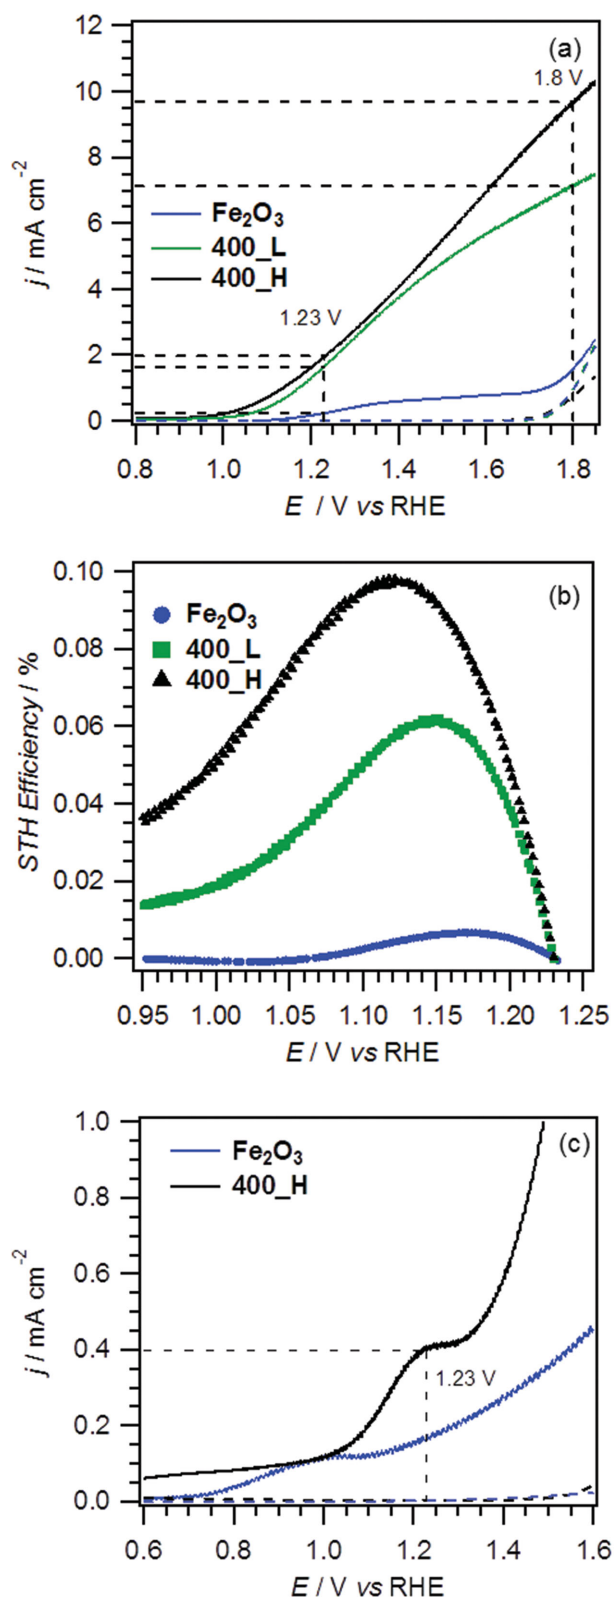 (a)
1.8 V
12
10
8
6
4
2
0
j / mA cm⁻²
Fe₂O₃
400_L
400_H
1.23 V
0.8 1.0 1.2 1.4 1.6 1.8
E / V vs RHE
(b)
0.10
0.08
0.06
0.04
0.02
0.00
STH Efficiency / %
Fe₂O₃
400_L
400_H
0.95 1.00 1.10 1.15 1.20 1.25
E / V vs RHE
(c)
1.0
0.8
0.6
0.4
0.2
0.0
j / mA cm⁻²
Fe₂O₃
400_H
1.23 V
0.6 0.8 1.0 1.2 1.4 1.6
E / V vs RHE